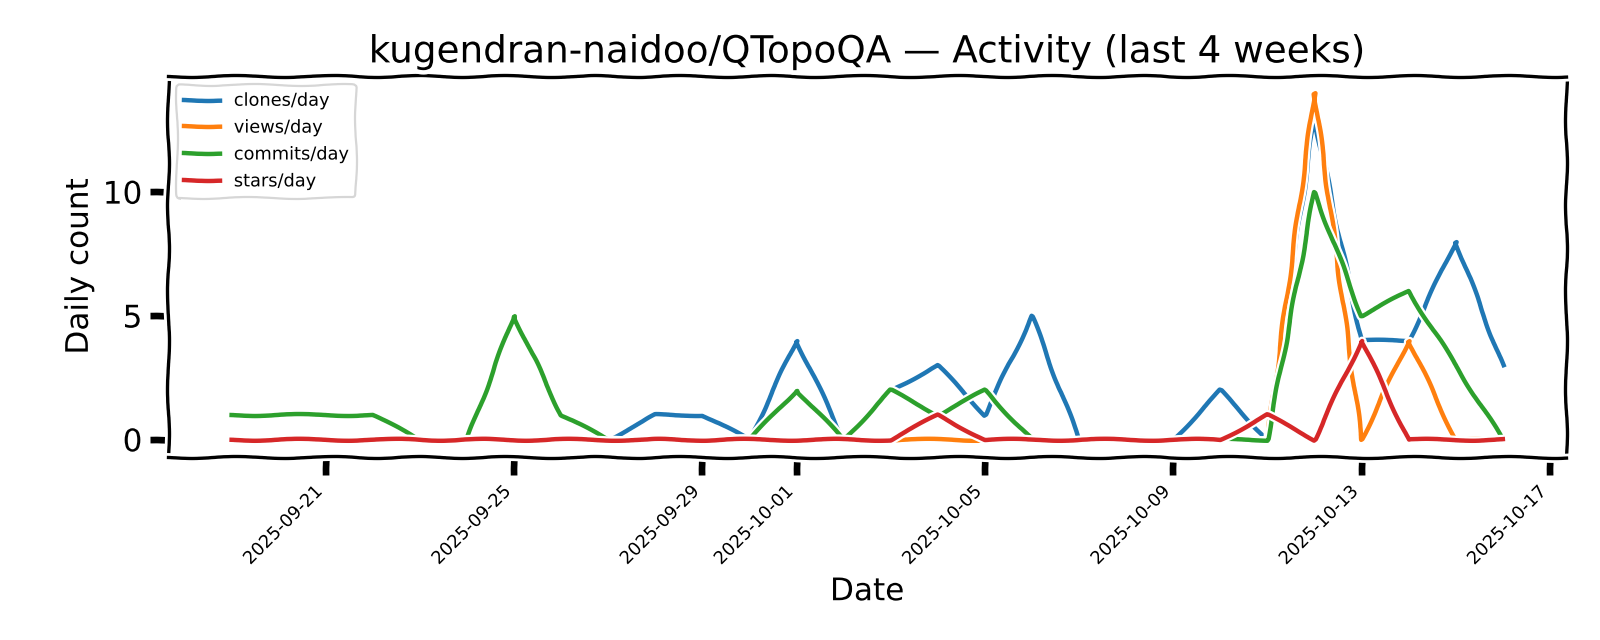 kugendran-naidoo/QTopoQA — Activity (last 4 weeks)
clones/day
views/day
commits/day
stars/day
Daily count
10
5
0
2025-09-21
2025-09-25
2025-09-29
2025-10-01
2025-10-05
2025-10-09
2025-10-13
2025-10-17
Date